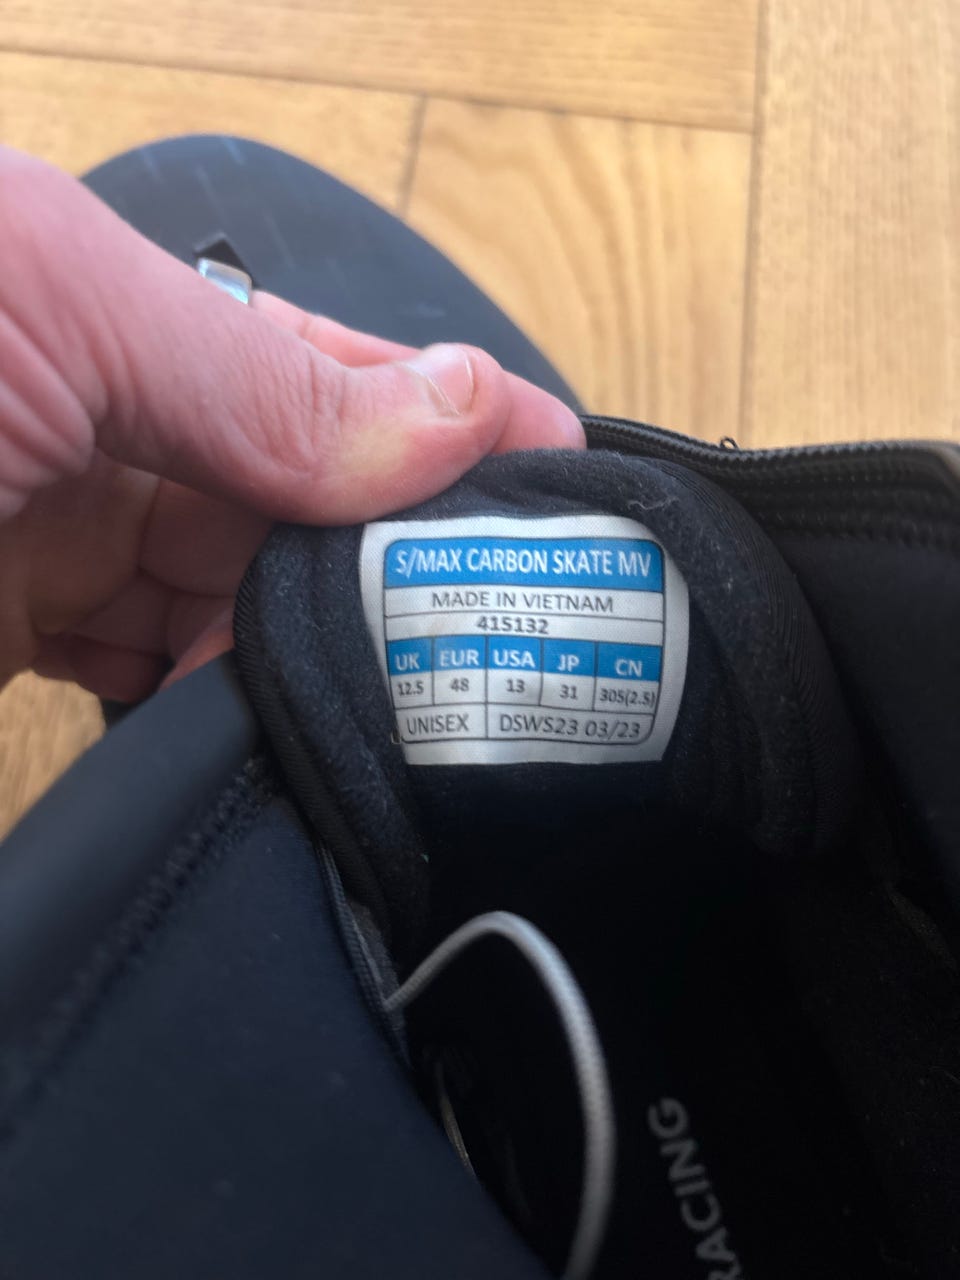 S/MAX CARBON SKATE MV
MADE IN VIETNAM
415132
UK EUR USA JP CN
12.5 48 13 31 305(2.5)
UNISEX DSWS23 03/23
RACING